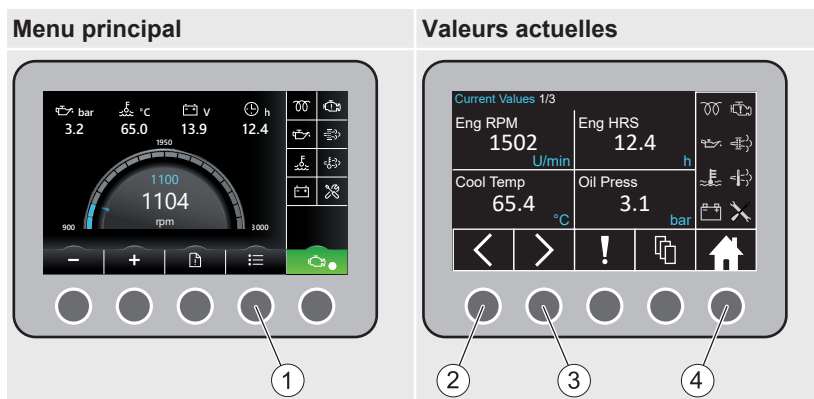 Menu principal
Valeurs actuelles
bar °C V h
3.2 65.0 13.9 12.4
1950
1100
1104
rpm
900 3000
− +
Current Values 1/3
Eng RPM
1502
U/min
Eng HRS
12.4
h
Cool Temp
65.4
°C
Oil Press
3.1
bar
!
1
2
3
4